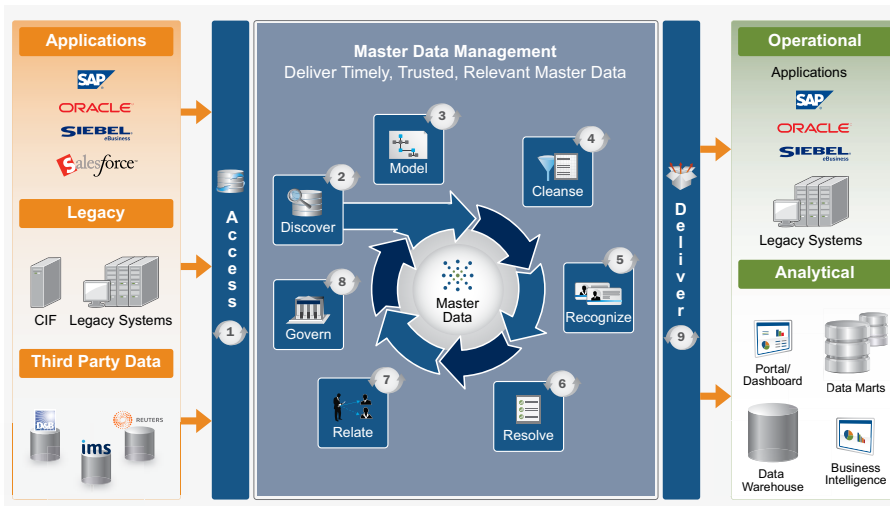 Applications
SAP
ORACLE
SIEBEL
eBusiness
salesforce
Legacy
CIF
Legacy Systems
Third Party Data
D&B
REUTERS
ims
Access
1
Master Data Management
Deliver Timely, Trusted, Relevant Master Data
2
Discover
3
Model
4
Cleanse
5
Recognize
6
Resolve
7
Relate
8
Govern
Master
Data
Deliver
9
Operational
Applications
SAP
ORACLE
SIEBEL
eBusiness
Legacy Systems
Analytical
Portal/
Dashboard
Data Marts
Data
Warehouse
Business
Intelligence